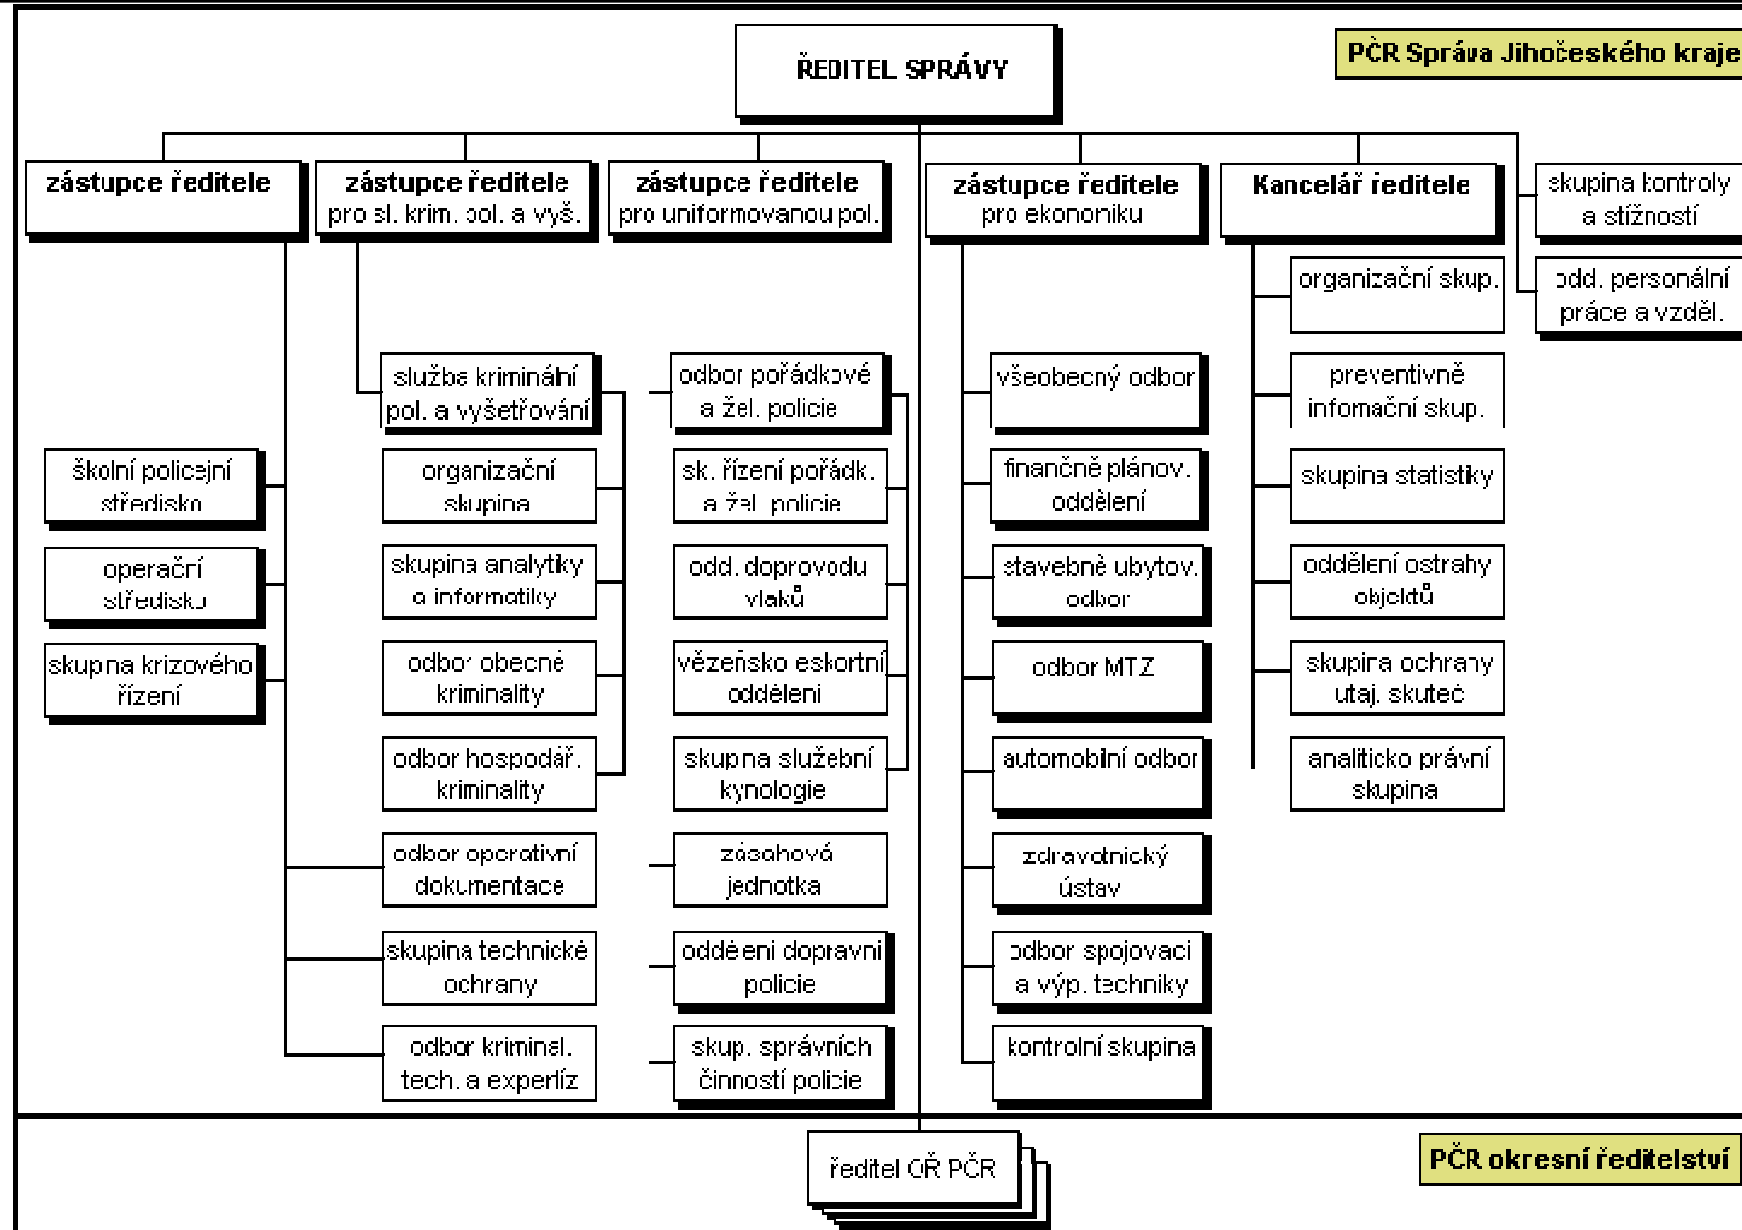 ŘEDITEL SPRÁVY
PČR Správa Jihočeského kraje
zástupce ředitele
zástupce ředitele
pro sl. krim. pol. a vyš.
zástupce ředitele
pro uniformovanou pol.
zástupce ředitele
pro ekonomiku
Kancelář ředitele
skupina kontroly
a stížností
organizační skup.
odd. personální
práce a vzděl.
služba kriminální
pol. a vyšetřování
odbor pořádkové
a žel. policie
všeobecný odbor
preventivně
infomační skup.
školní policejní
středisko
organizační
skupina
sk. řízení pořádk.
a žel. policie
finančně plánov.
oddělení
skupina statistiky
operační
středisko
skupina analytiky
a informatiky
odd. doprovodu
vlaků
stavebně ubytov.
odbor
oddělení ostrahy
objektů
skupina krizového
řízení
odbor obecné
kriminality
vězeňsko eskortní
oddělení
odbor MTZ
skupina ochrany
utaj. skuteč
odbor hospodář.
kriminality
skupina služební
kynologie
automobilní odbor
analiticko právní
skupina
odbor operativní
dokumentace
zásahová
jednotka
zdravotnický
ústav
skupina technické
ochrany
odděení dopravní
policie
odbor spojovací
a výp. techniky
odbor kriminal.
tech. a expertíz
skup. správních
činností policie
kontrolní skupina
ředitel OŘ PČR
PČR okresní ředitelství